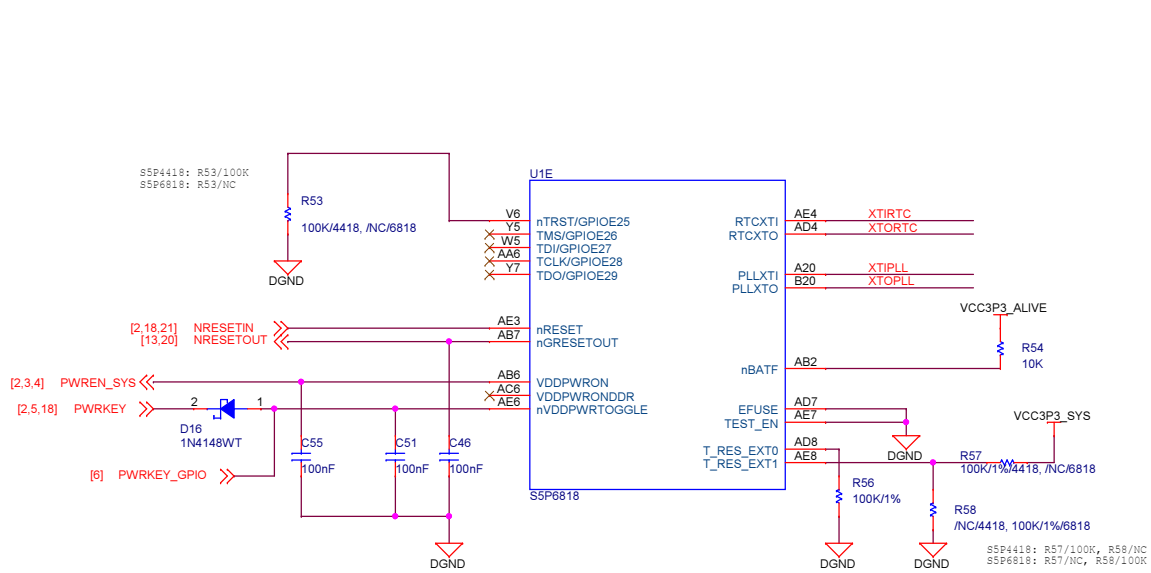 S5P4418: R53/100K
S5P6818: R53/NC
R53
100K/4418, /NC/6818
DGND
U1E
V6 nTRST/GPIOE25
Y5 TMS/GPIOE26
W5 TDI/GPIOE27
AA6 TCLK/GPIOE28
Y7 TDO/GPIOE29
RTCXTI AE4 XTIRTC
RTCXTO AD4 XTORTC
PLLXTI A20 XTIPLL
PLLXTO B20 XTOPLL
VCC3P3_ALIVE
R54
10K
[2,18,21] NRESETIN AE3 nRESET
[13,20] NRESETOUT AB7 nGRESETOUT
nBATF AB2
[2,3,4] PWREN_SYS AB6 VDDPWRON
AC6 VDDPWRONDDR
[2,5,18] PWRKEY 2 1 AE6 nVDDPWRTOGGLE
D16
1N4148WT
EFUSE AD7
TEST_EN AE7
DGND
VCC3P3_SYS
C55
100nF
C51
100nF
C46
100nF
T_RES_EXT0 AD8
T_RES_EXT1 AE8
R57
100K/1%/4418, /NC/6818
[6] PWRKEY_GPIO
S5P6818
R56
100K/1%
R58
/NC/4418, 100K/1%/6818
DGND
DGND
DGND
S5P4418: R57/100K, R58/NC
S5P6818: R57/NC, R58/100K